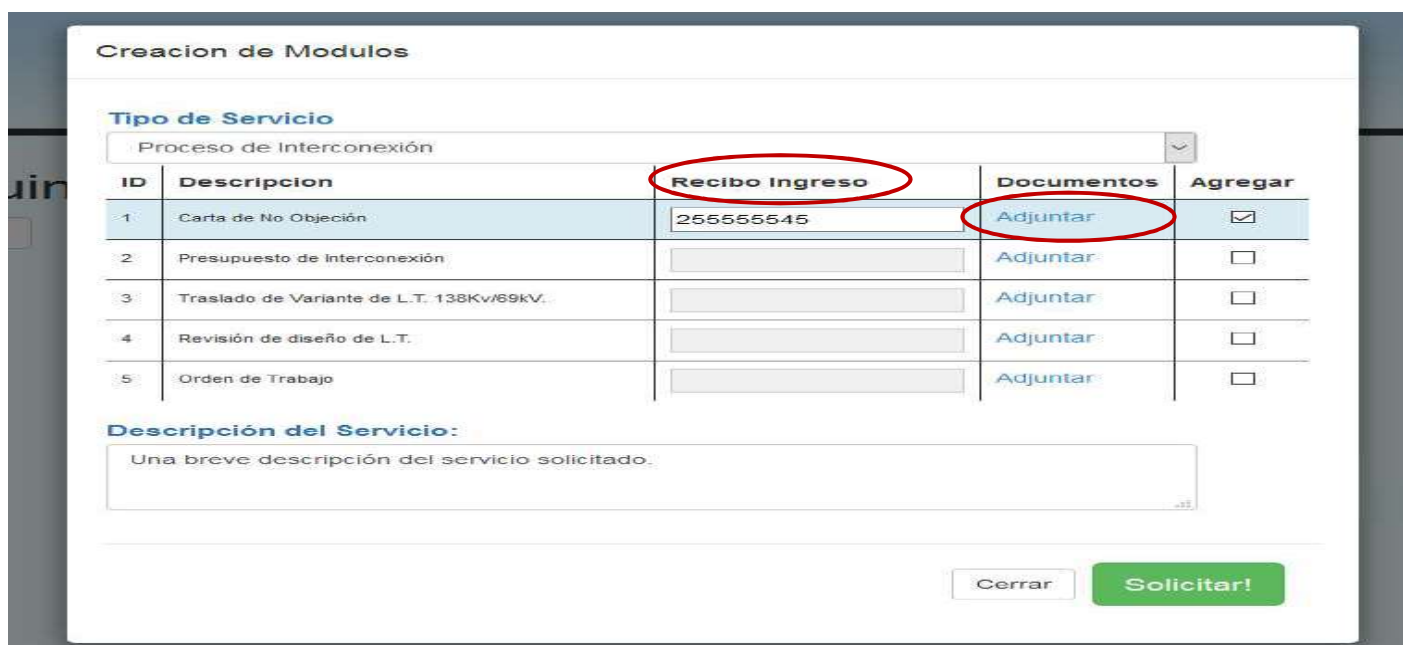 Creacion de Modulos
Tipo de Servicio
Proceso de Interconexión
uin
ID Descripcion Recibo Ingreso Documentos Agregar
1 Carta de No Objeción 255555545 Adjuntar
2 Presupuesto de Interconexión Adjuntar
3 Traslado de Variante de L.T. 138Kv/69kV. Adjuntar
4 Revisión de diseño de L.T. Adjuntar
5 Orden de Trabajo Adjuntar
Descripción del Servicio:
Una breve descripción del servicio solicitado.
Cerrar Solicitar!